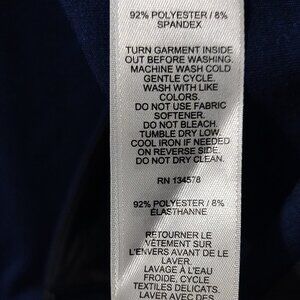 92% POLYESTER / 8%
SPANDEX
TURN GARMENT INSIDE
OUT BEFORE WASHING.
MACHINE WASH COLD
GENTLE CYCLE.
WASH WITH LIKE
COLORS.
DO NOT USE FABRIC
SOFTENER.
DO NOT BLEACH.
TUMBLE DRY LOW.
COOL IRON IF NEEDED
ON REVERSE SIDE.
DO NOT DRY CLEAN.
RN 134578
92% POLYESTER / 8%
ÉLASTHANNE
RETOURNER LE
VÊTEMENT SUR
L'ENVERS AVANT DE LE
LAVER.
LAVAGE À L'EAU
FROIDE, CYCLE
TEXTILES DÉLICATS.
LAVER AVEC DES